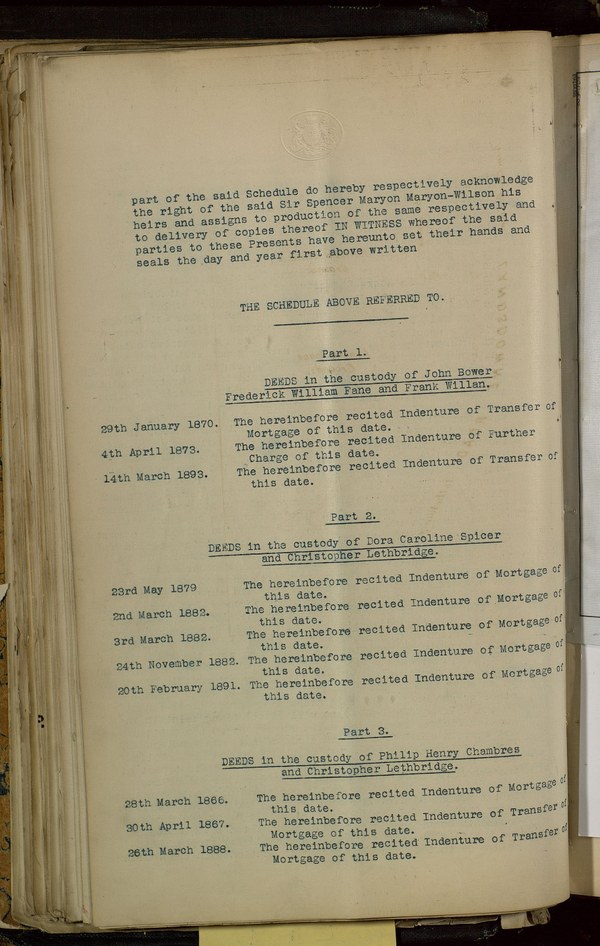 part of the said Schedule do hereby respectively acknowledge
the right of the said Sir Spencer Maryon Maryon-Wilson his
heirs and assigns to production of the same respectively and
to delivery of copies thereof IN WITNESS whereof the said
parties to these Presents have hereunto set their hands and
seals the day and year first above written
THE SCHEDULE ABOVE REFERRED TO.
Part 1.
DEEDS in the custody of John Bower
Frederick William Fane and Frank Willan.
29th January 1870. The hereinbefore recited Indenture of Transfer of
Mortgage of this date.
4th April 1873. The hereinbefore recited Indenture of Further
Charge of this date.
14th March 1893. The hereinbefore recited Indenture of Transfer of
this date.
Part 2.
DEEDS in the custody of Dora Caroline Spicer
and Christopher Lethbridge.
23rd May 1879 The hereinbefore recited Indenture of Mortgage of
this date.
2nd March 1882. The hereinbefore recited Indenture of Mortgage of
this date.
3rd March 1882. The hereinbefore recited Indenture of Mortgage of
this date.
24th November 1882. The hereinbefore recited Indenture of Mortgage of
this date.
20th February 1891. The hereinbefore recited Indenture of Mortgage of
this date.
Part 3.
DEEDS in the custody of Philip Henry Chambres
and Christopher Lethbridge.
28th March 1866. The hereinbefore recited Indenture of Mortgage of
this date.
30th April 1867. The hereinbefore recited Indenture of Transfer of
Mortgage of this date.
26th March 1888. The hereinbefore recited Indenture of Transfer of
Mortgage of this date.